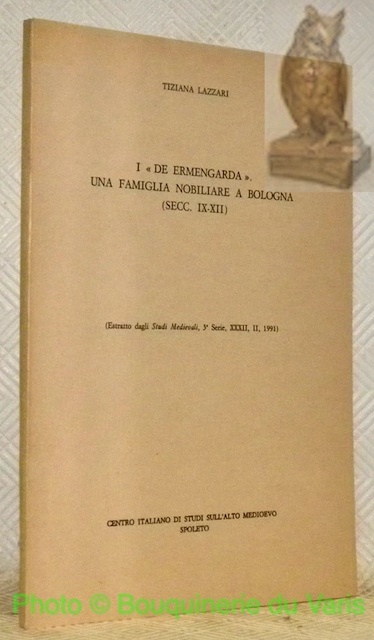 TIZIANA LAZZARI
I « DE ERMENGARDA ».
UNA FAMIGLIA NOBILIARE A BOLOGNA
(SECC. IX-XII)
(Estratto dagli Studi Medievali, 3ª Serie, XXXII, II, 1991)
CENTRO ITALIANO DI STUDI SULL'ALTO MEDIOEVO
SPOLETO
Photo © Bouquinerie du Varis